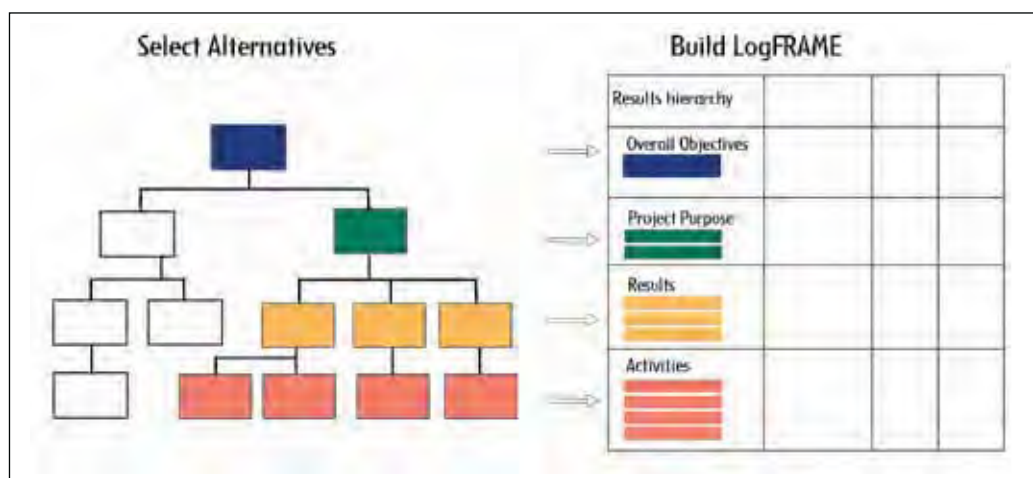 Select Alternatives
Build LogFRAME
Results hierarchy
Overall Objectives
Project Purpose
Results
Activities